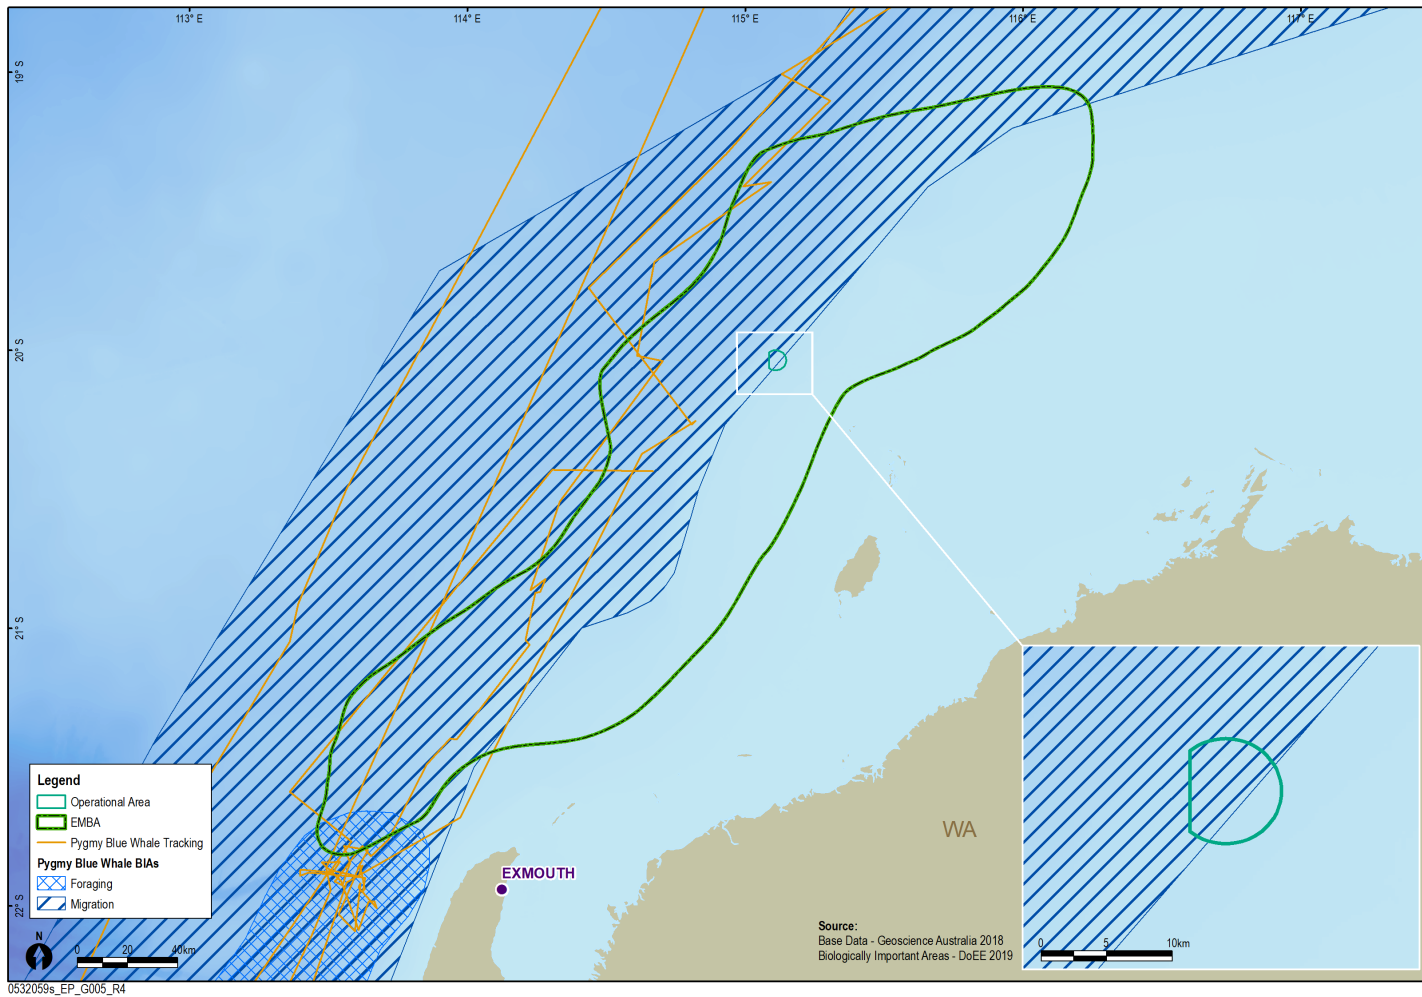 113° E
114° E
115° E
116° E
117° E
19° S
20° S
21° S
22° S
Legend
Operational Area
EMBA
Pygmy Blue Whale Tracking
Pygmy Blue Whale BIAs
Foraging
Migration
N
0 20 40km
EXMOUTH
WA
Source:
Base Data - Geoscience Australia 2018
Biologically Important Areas - DoEE 2019
0 5 10km
0532059s_EP_G005_R4